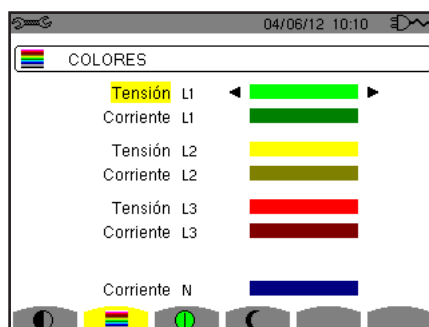 04/06/12 10:10
COLORES
Tensión L1
Corriente L1
Tensión L2
Corriente L2
Tensión L3
Corriente L3
Corriente N